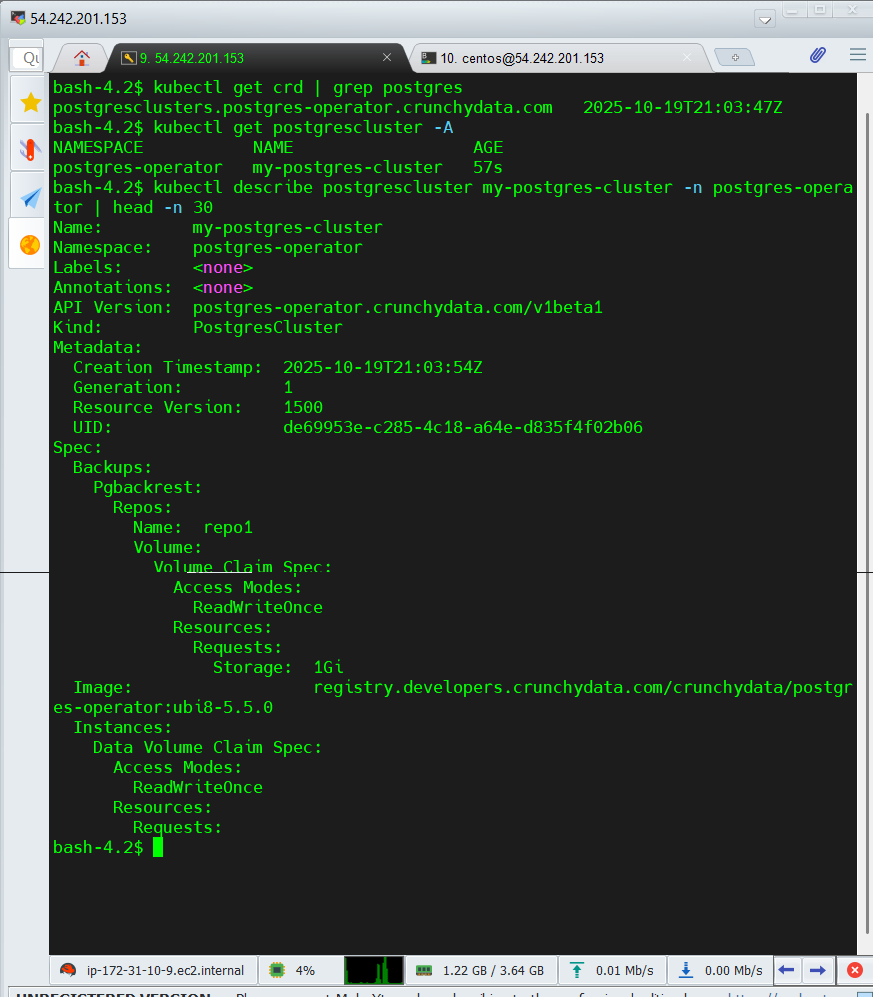 54.242.201.153
Qu
9. 54.242.201.153
10. centos@54.242.201.153
bash-4.2$ kubectl get crd | grep postgres
postgresclusters.postgres-operator.crunchydata.com   2025-10-19T21:03:47Z
bash-4.2$ kubectl get postgrescluster -A
NAMESPACE           NAME                  AGE
postgres-operator   my-postgres-cluster   57s
bash-4.2$ kubectl describe postgrescluster my-postgres-cluster -n postgres-opera
tor | head -n 30
Name:         my-postgres-cluster
Namespace:    postgres-operator
Labels:       <none>
Annotations:  <none>
API Version:  postgres-operator.crunchydata.com/v1beta1
Kind:         PostgresCluster
Metadata:
  Creation Timestamp:  2025-10-19T21:03:54Z
  Generation:          1
  Resource Version:    1500
  UID:                 de69953e-c285-4c18-a64e-d835f4f02b06
Spec:
  Backups:
    Pgbackrest:
      Repos:
        Name:  repo1
        Volume:
          Volume Claim Spec:
            Access Modes:
              ReadWriteOnce
            Resources:
              Requests:
                Storage:  1Gi
  Image:                  registry.developers.crunchydata.com/crunchydata/postgr
es-operator:ubi8-5.5.0
  Instances:
    Data Volume Claim Spec:
      Access Modes:
        ReadWriteOnce
      Resources:
        Requests:
bash-4.2$
ip-172-31-10-9.ec2.internal 4% 1.22 GB / 3.64 GB 0.01 Mb/s 0.00 Mb/s
UNREGISTERED VERSION